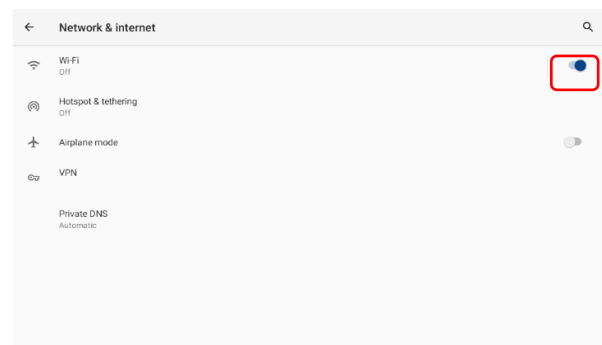 Network & internet
Wi-Fi
Off
Hotspot & tethering
Off
Airplane mode
VPN
Private DNS
Automatic